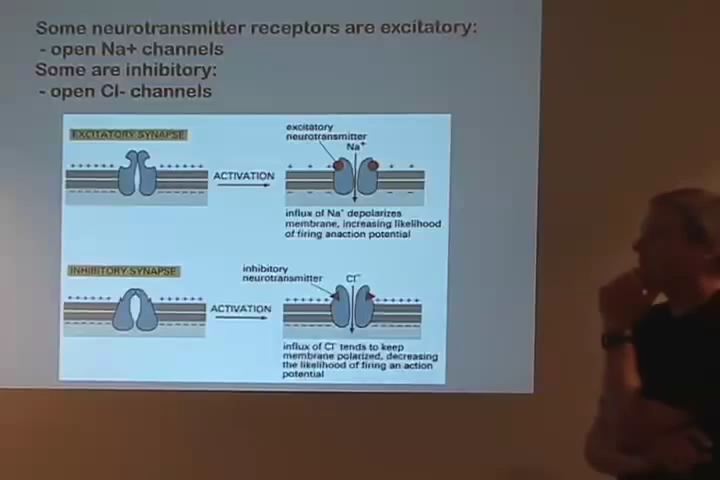 Some neurotransmitter receptors are excitatory:
- open Na+ channels
Some are inhibitory:
- open Cl- channels
EXCITATORY SYNAPSE
excitatory
neurotransmitter
Na⁺
ACTIVATION
influx of Na⁺ depolarizes
membrane, increasing likelihood
of firing anaction potential
INHIBITORY SYNAPSE
inhibitory
neurotransmitter
Cl⁻
ACTIVATION
influx of Cl⁻ tends to keep
membrane polarized, decreasing
the likelihood of firing an action
potential